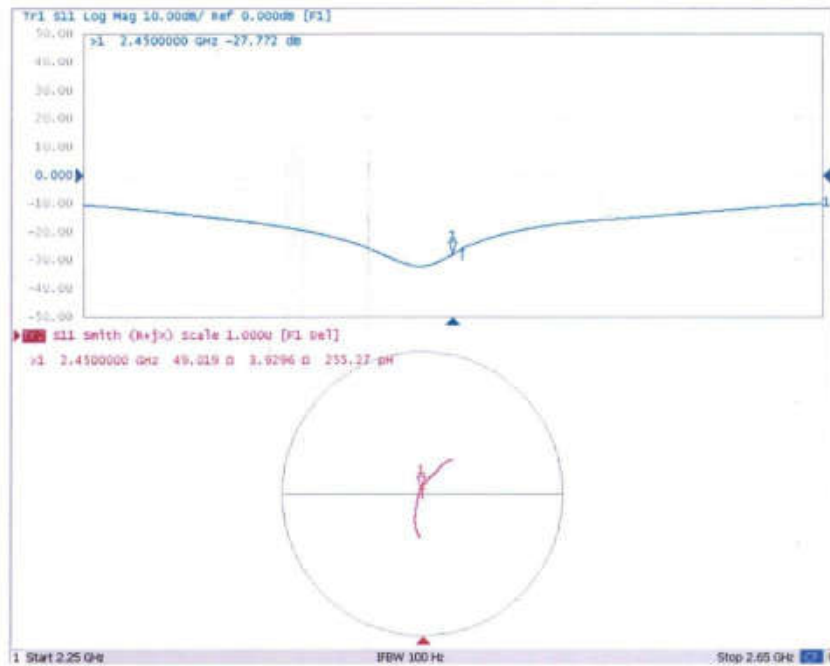 Tr1 S11 Log Mag 10.00dB/ Ref 0.000dB [F1]
50.00
>1 2.4500000 GHz -27.772 dB
40.00
30.00
20.00
10.00
0.000
-10.00
1
-20.00
1
-30.00
-40.00
-50.00
S11 Smith (R+jX) Scale 1.000U [F1 Del]
>1 2.4500000 GHz 49.019 Ω 3.9296 Ω 255.27 pH
1
1 Start 2.25 GHz IFBW 100 Hz Stop 2.65 GHz